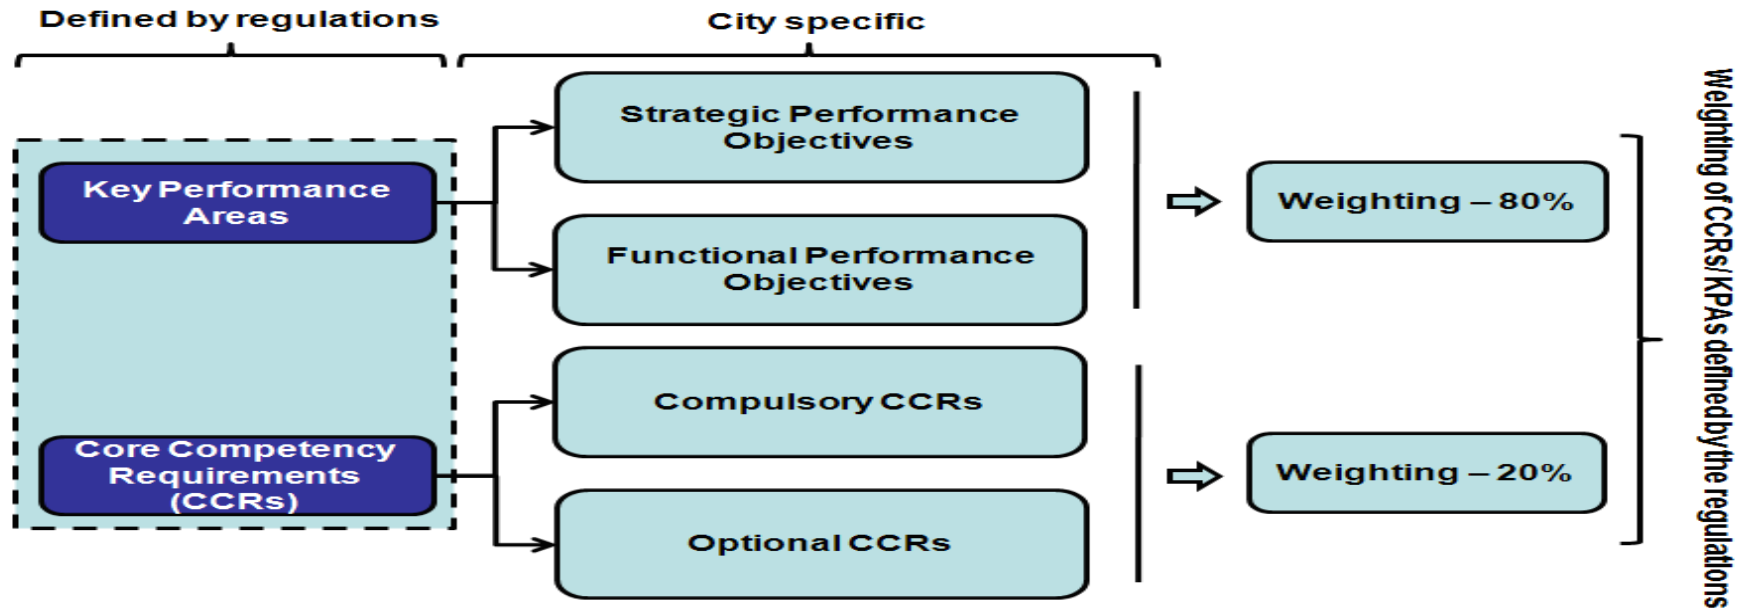 Defined by regulations
City specific
Key Performance
Areas
Strategic Performance
Objectives
Functional Performance
Objectives
Weighting – 80%
Core Competency
Requirements
(CCRs)
Compulsory CCRs
Optional CCRs
Weighting – 20%
Weighting of CCRs/ KPAs defined by the regulations